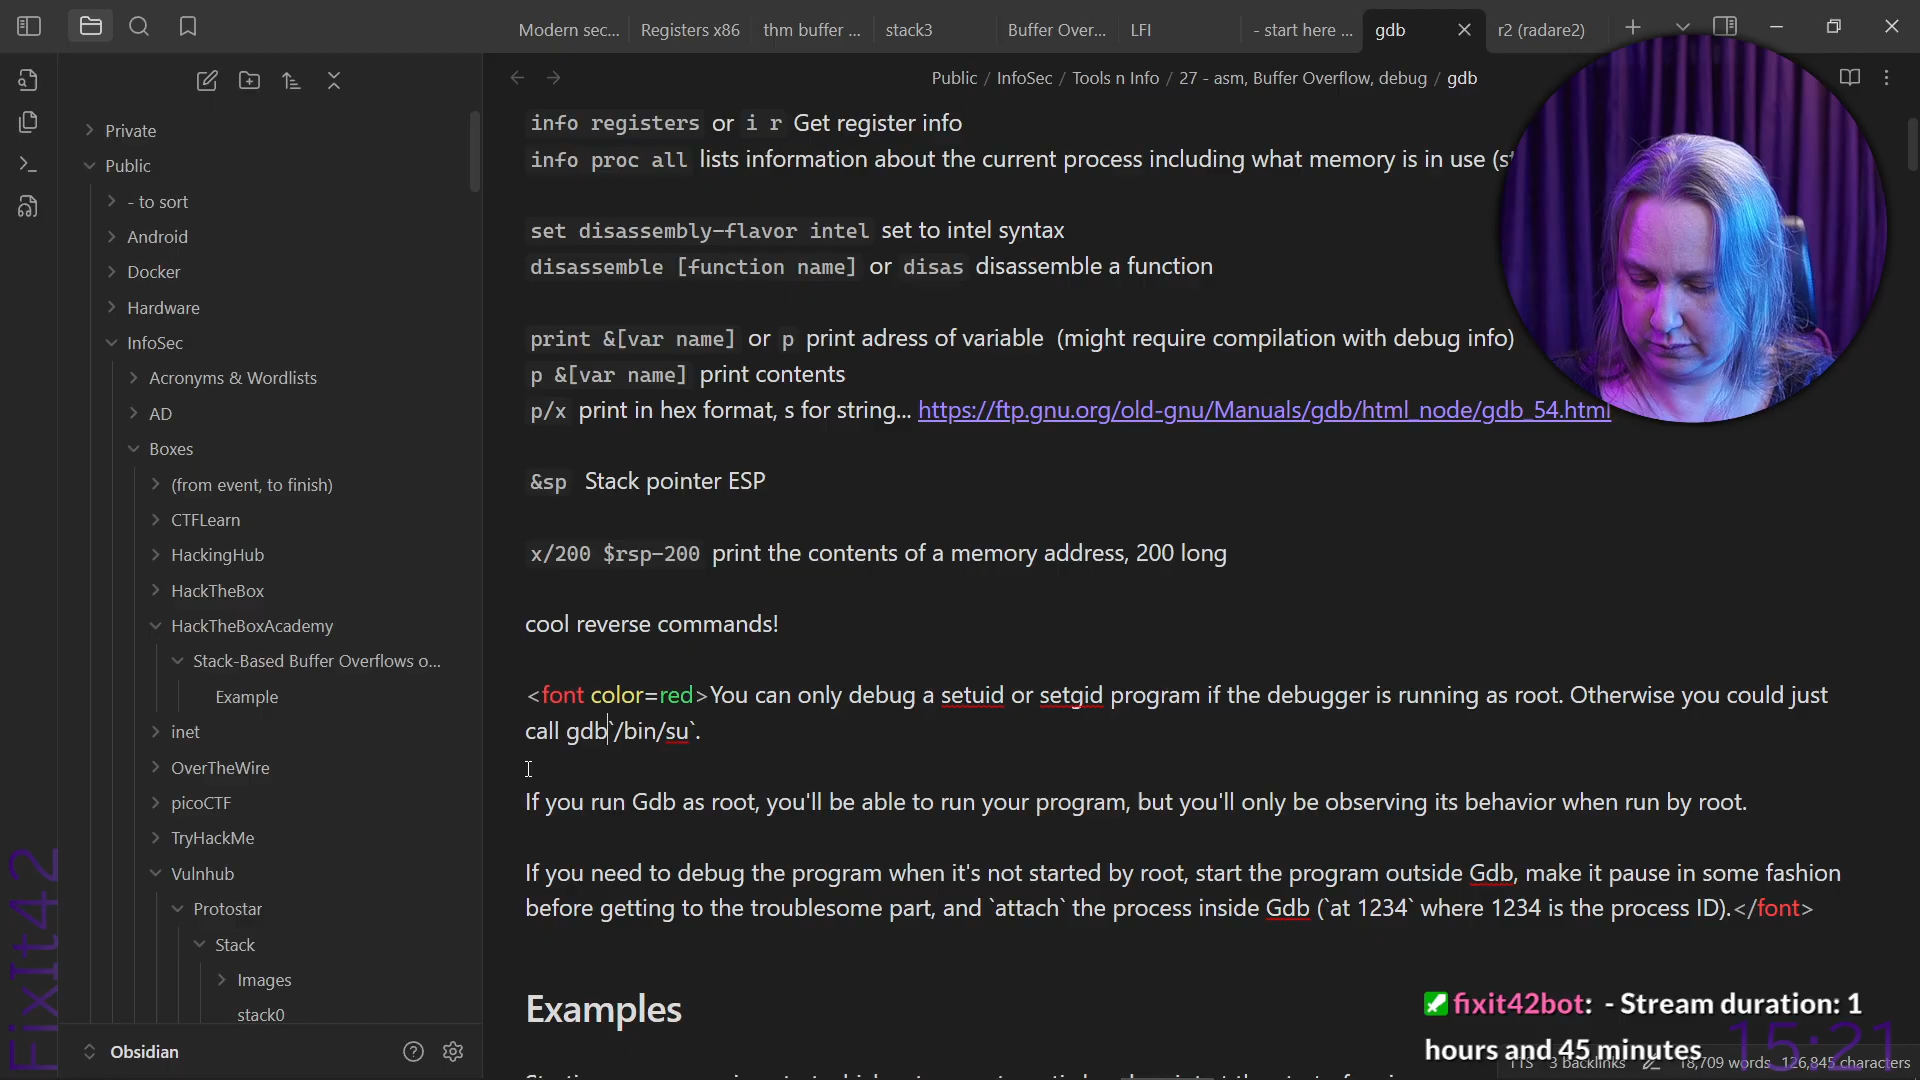 Modern sec...
Registers x86
thm buffer ...
stack3
Buffer Over...
LFI
- start here ...
gdb
r2 (radare2)
Public / InfoSec / Tools n Info / 27 - asm, Buffer Overflow, debug / gdb
Private
Public
- to sort
Android
Docker
Hardware
InfoSec
Acronyms & Wordlists
AD
Boxes
(from event, to finish)
CTFLearn
HackingHub
HackTheBox
HackTheBoxAcademy
Stack-Based Buffer Overflows o...
Example
inet
OverTheWire
picoCTF
TryHackMe
Vulnhub
Protostar
Stack
Images
stack0
Obsidian
FixIt42
info registers or i r Get register info
info proc all lists information about the current process including what memory is in use
set disassembly-flavor intel set to intel syntax
disassemble [function name] or disas disassemble a function
print &[var name] or p print adress of variable (might require compilation with debug info)
p &[var name] print contents
p/x print in hex format, s for string... https://ftp.gnu.org/old-gnu/Manuals/gdb/html_node/gdb_54.html
&sp Stack pointer ESP
x/200 $rsp-200 print the contents of a memory address, 200 long
cool reverse commands!
<font color=red>You can only debug a setuid or setgid program if the debugger is running as root. Otherwise you could just
call gdb`/bin/su`.
If you run Gdb as root, you'll be able to run your program, but you'll only be observing its behavior when run by root.
If you need to debug the program when it's not started by root, start the program outside Gdb, make it pause in some fashion
before getting to the troublesome part, and `attach` the process inside Gdb (`at 1234` where 1234 is the process ID).</font>
Examples
fixit42bot: - Stream duration: 1
hours and 45 minutes
15:21
3 backlinks
18,709 words 126,845 characters